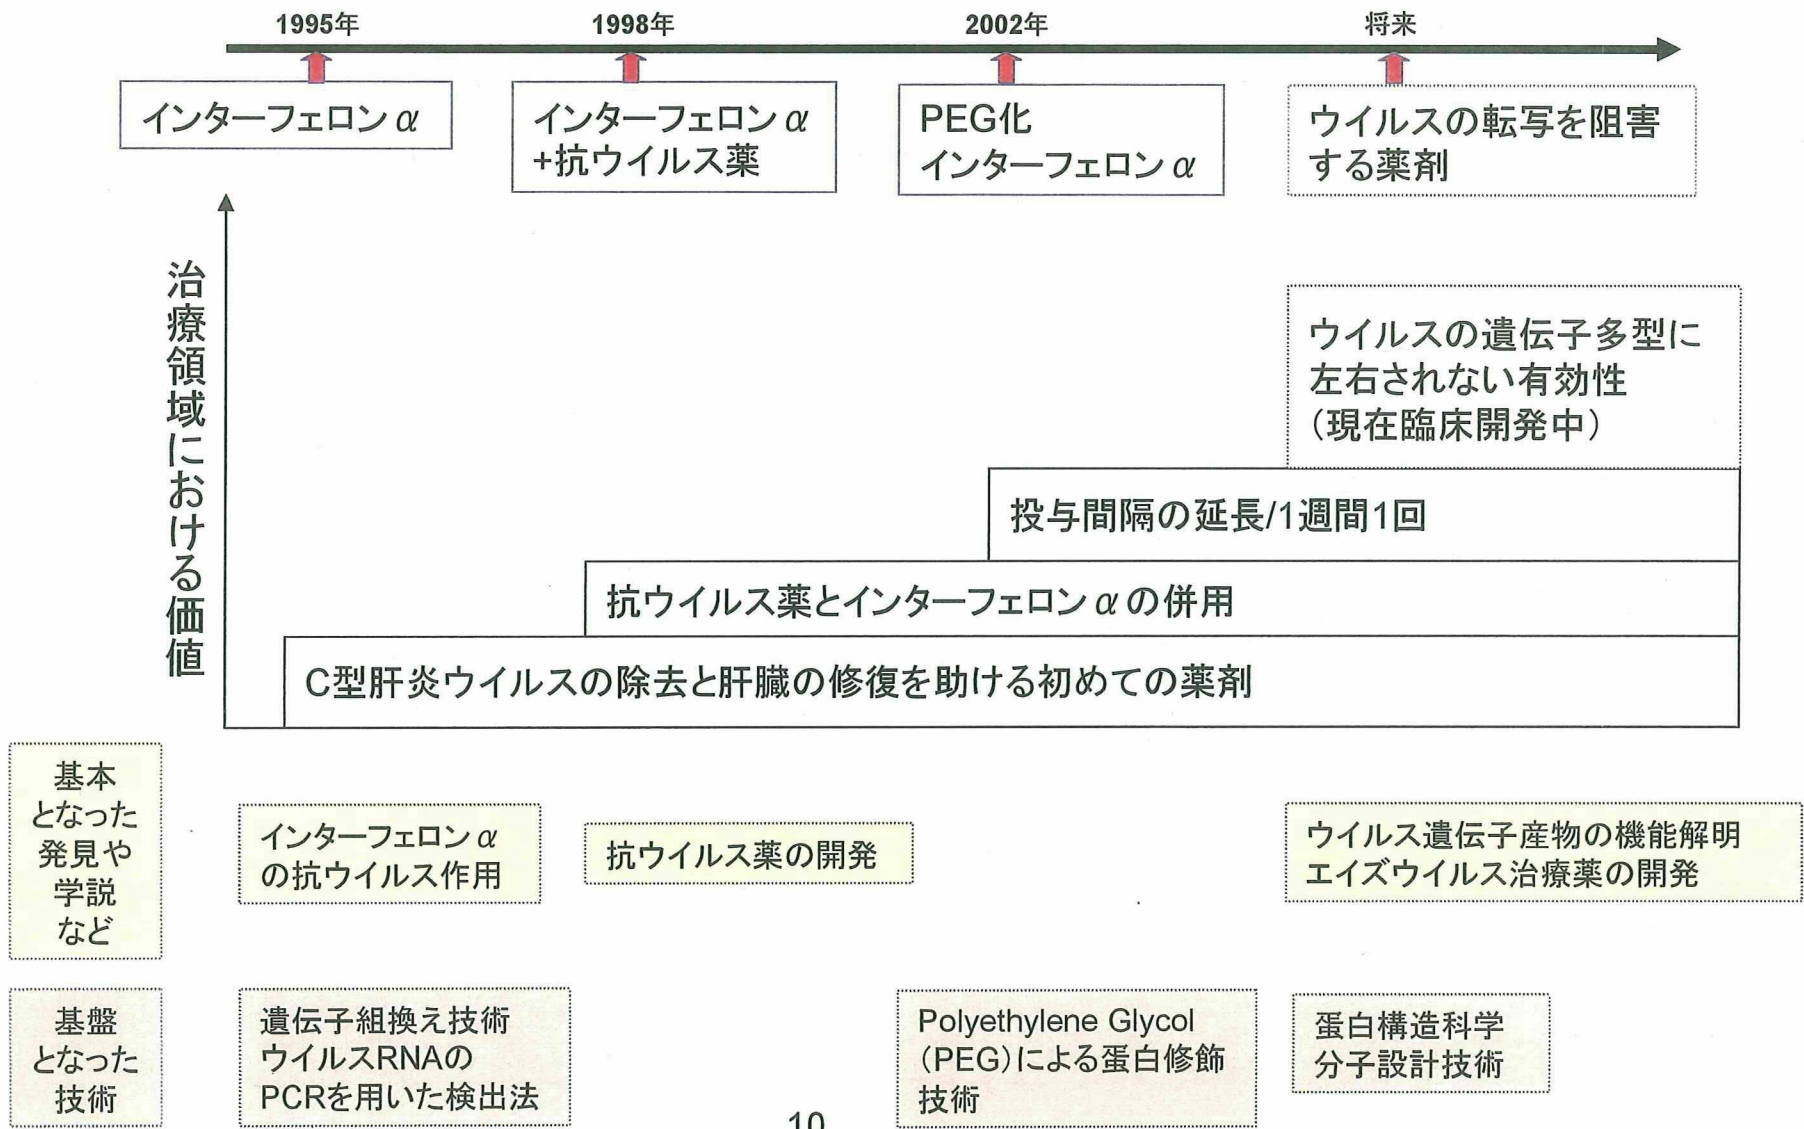 1995年
1998年
2002年
将来
インターフェロンα
インターフェロンα
+抗ウイルス薬
PEG化
インターフェロンα
ウイルスの転写を阻害
する薬剤
治療領域における価値
ウイルスの遺伝子多型に
左右されない有効性
（現在臨床開発中）
投与間隔の延長/1週間1回
抗ウイルス薬とインターフェロンαの併用
C型肝炎ウイルスの除去と肝臓の修復を助ける初めての薬剤
基本
となった
発見や
学説
など
インターフェロンα
の抗ウイルス作用
抗ウイルス薬の開発
ウイルス遺伝子産物の機能解明
エイズウイルス治療薬の開発
基盤
となった
技術
遺伝子組換え技術
ウイルスRNAの
PCRを用いた検出法
Polyethylene Glycol
（PEG）による蛋白修飾
技術
蛋白構造科学
分子設計技術
10